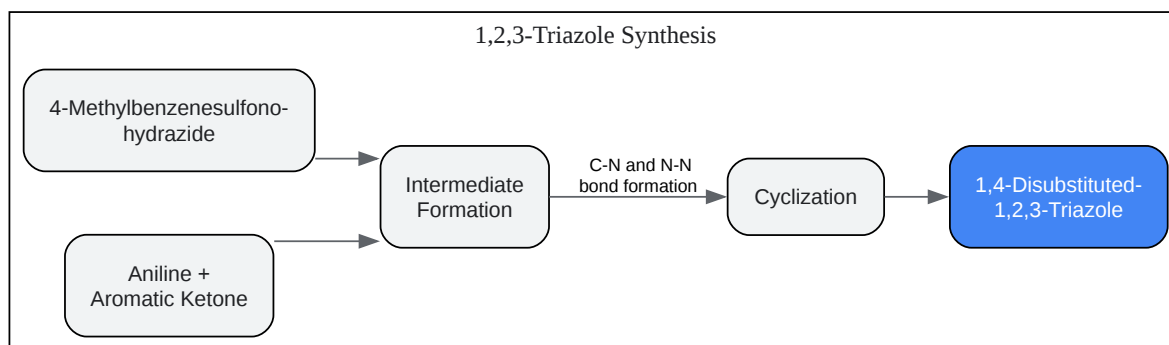 1,2,3-Triazole Synthesis
4-Methylbenzenesulfono-
hydrazide
Aniline +
Aromatic Ketone
Intermediate
Formation
C-N and N-N
bond formation
Cyclization
1,4-Disubstituted-
1,2,3-Triazole